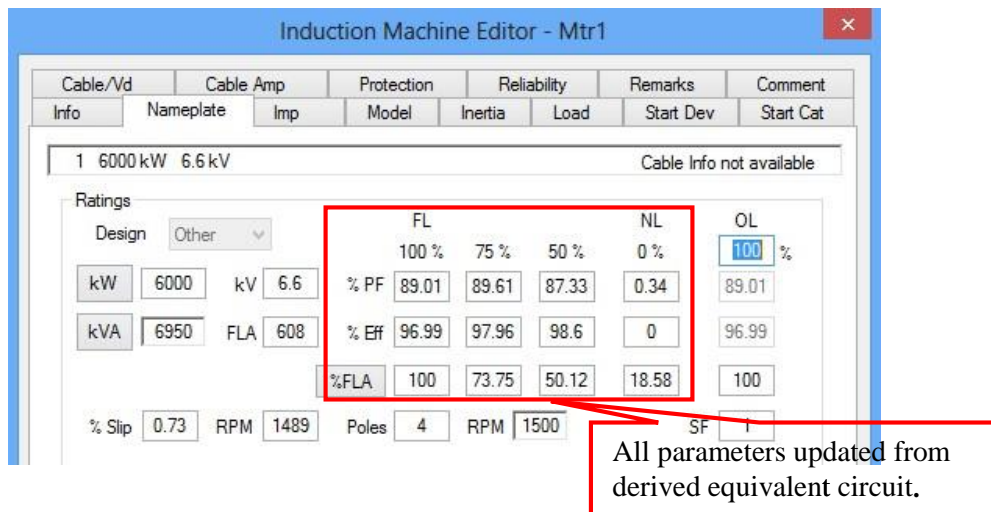 Induction Machine Editor - Mtr1 ×
Cable/Vd Cable Amp Protection Reliability Remarks Comment
Info Nameplate Imp Model Inertia Load Start Dev Start Cat
1 6000 kW 6.6 kV Cable Info not available
Ratings
FL NL OL
Design Other
100 % 75 % 50 % 0 % 100 %
kW 6000 kV 6.6 % PF 89.01 89.61 87.33 0.34 89.01
kVA 6950 FLA 608 % Eff 96.99 97.96 98.6 0 96.99
%FLA 100 73.75 50.12 18.58 100
% Slip 0.73 RPM 1489 Poles 4 RPM 1500 SF 1
All parameters updated from
derived equivalent circuit.